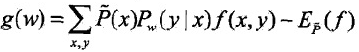 g(w) = ∑_{x,y} P̃(x)P_w(y | x) f(x, y) − E_{P̃}(f)